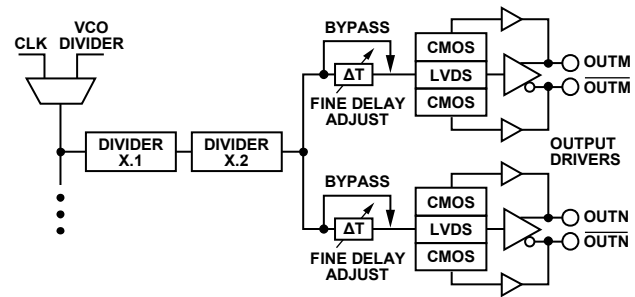 VCO
CLK DIVIDER
DIVIDER
X.1
DIVIDER
X.2
BYPASS
ΔT
FINE DELAY
ADJUST
CMOS
LVDS
CMOS
OUTM
OUTM
OUTPUT
DRIVERS
BYPASS
ΔT
FINE DELAY
ADJUST
CMOS
LVDS
CMOS
OUTN
OUTN